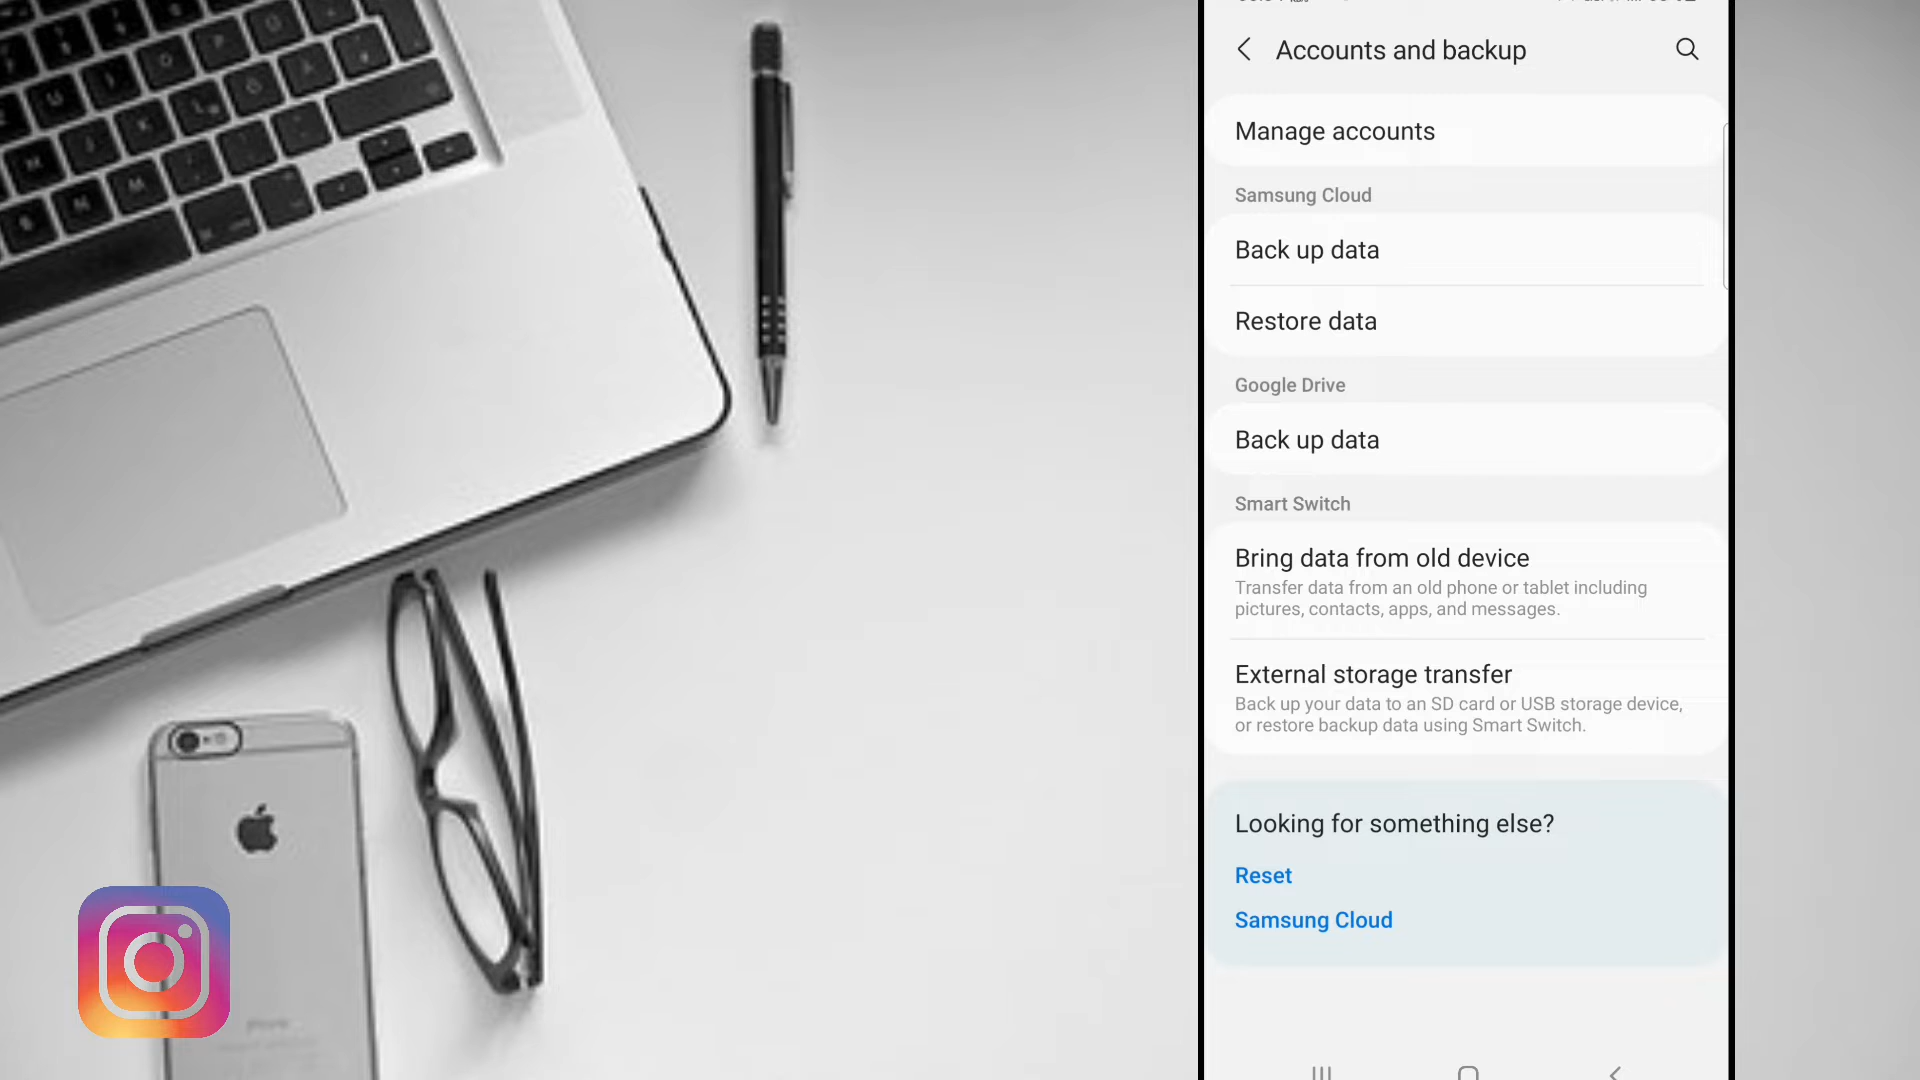 Accounts and backup
Manage accounts
Samsung Cloud
Back up data
Restore data
Google Drive
Back up data
Smart Switch
Bring data from old device
Transfer data from an old phone or tablet including
pictures, contacts, apps, and messages.
External storage transfer
Back up your data to an SD card or USB storage device,
or restore backup data using Smart Switch.
Looking for something else?
Reset
Samsung Cloud